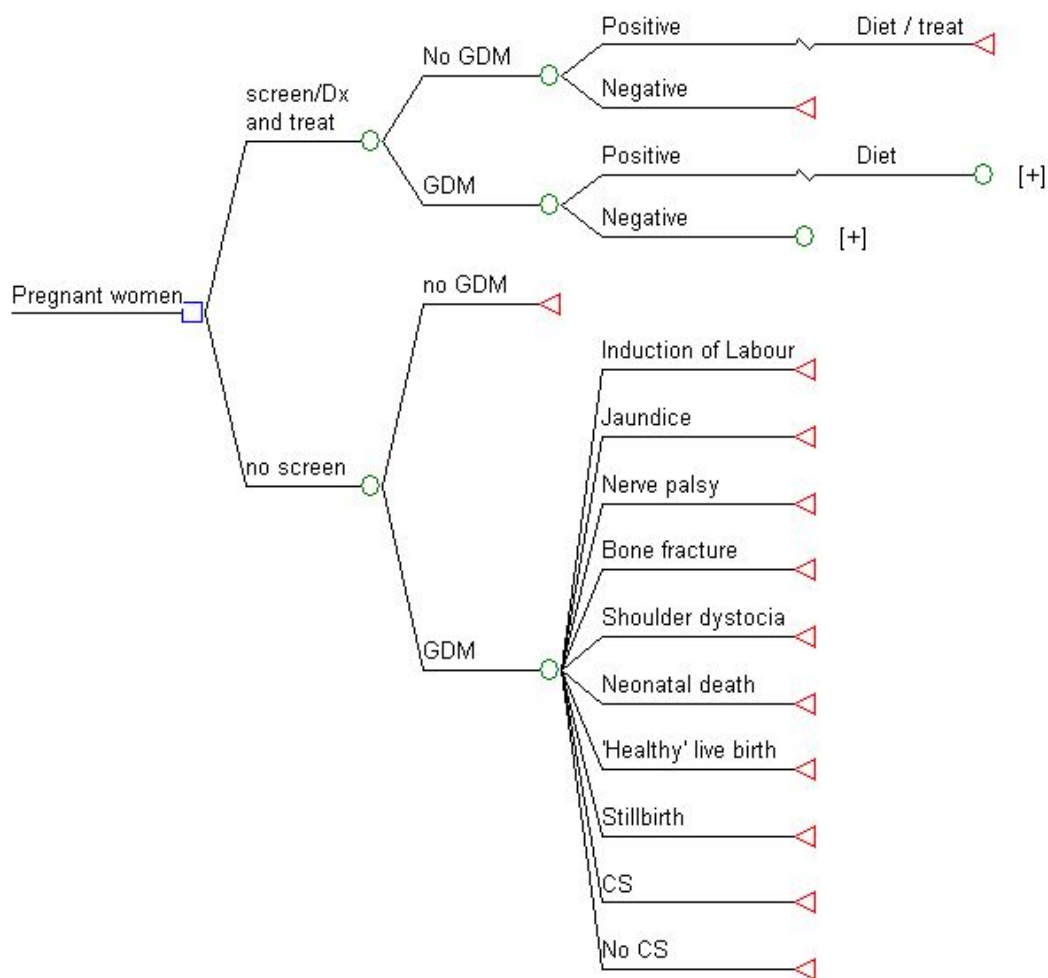 Positive
Diet / treat
No GDM
Negative
screen/Dx
and treat
Positive
Diet
[+]
GDM
Negative
[+]
Pregnant women
no GDM
Induction of Labour
Jaundice
no screen
Nerve palsy
Bone fracture
Shoulder dystocia
GDM
Neonatal death
'Healthy' live birth
Stillbirth
CS
No CS